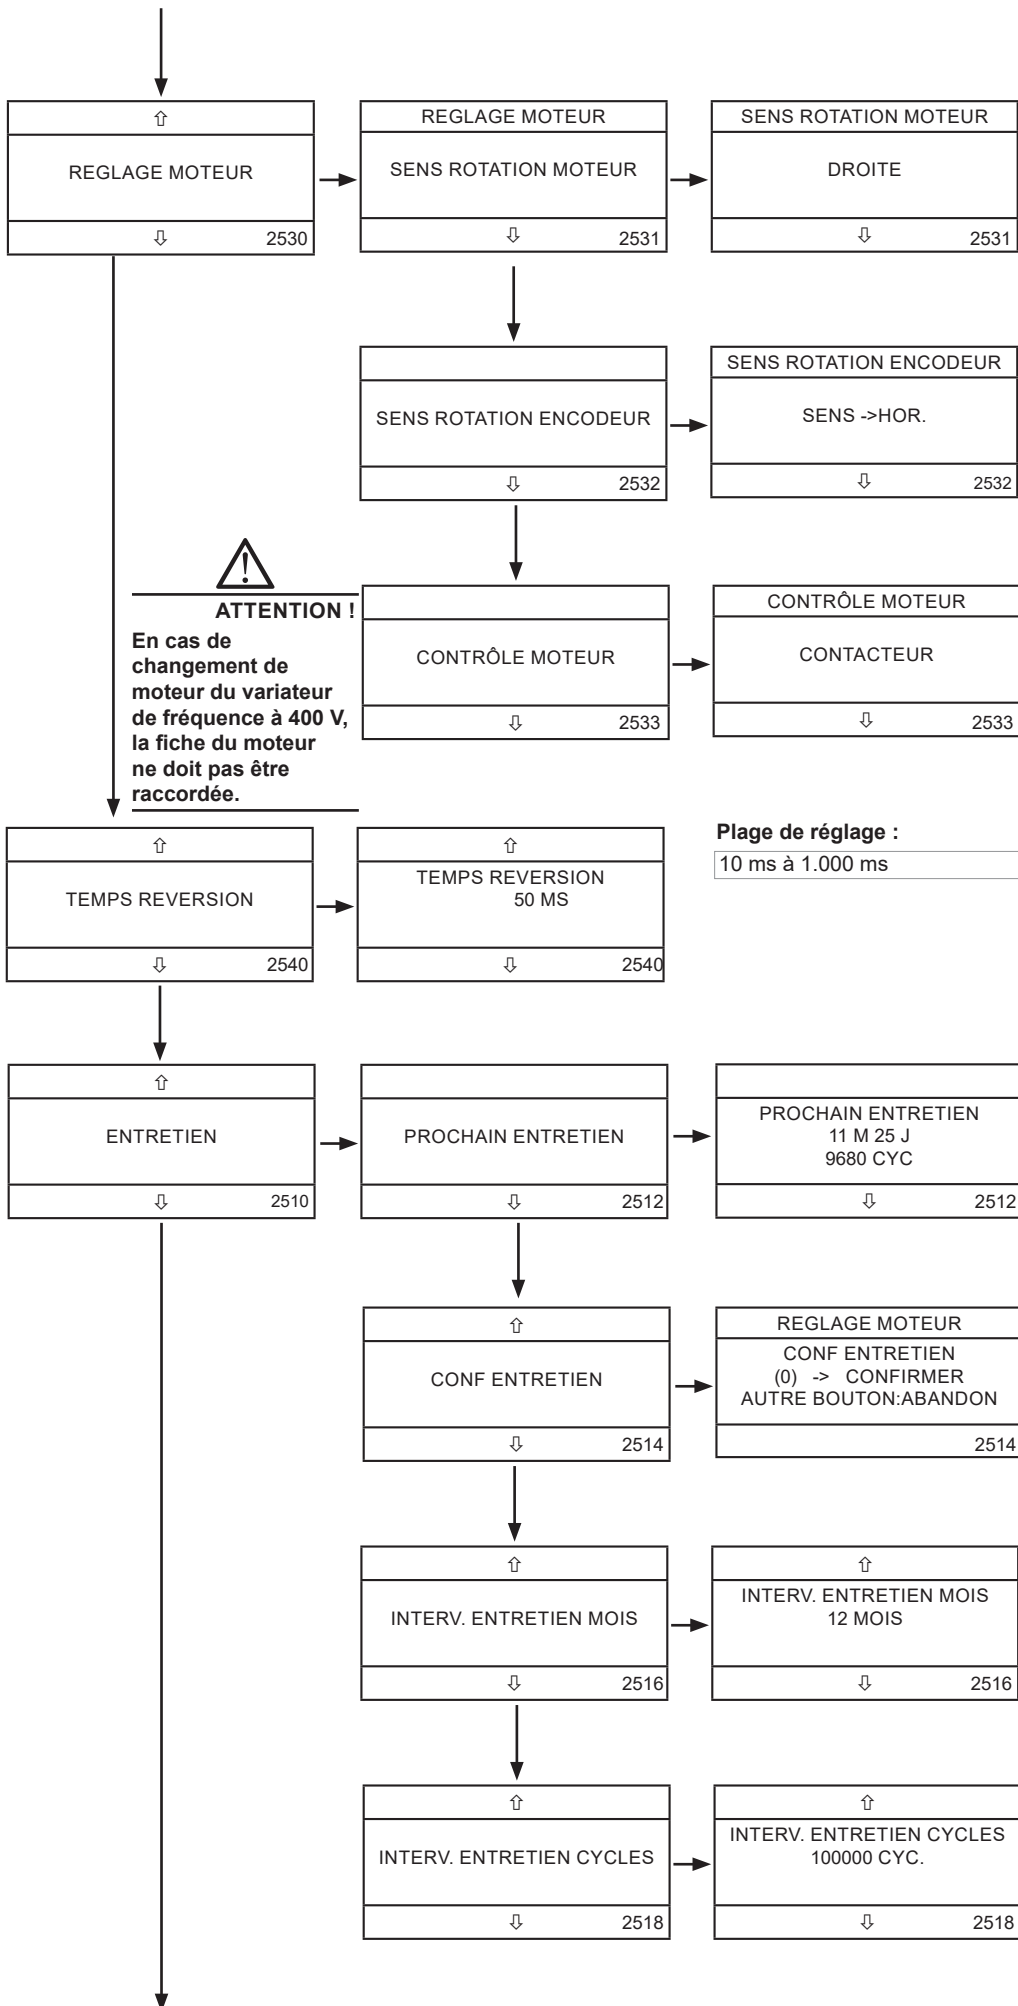 ⇧
REGLAGE MOTEUR
⇩ 2530
REGLAGE MOTEUR
SENS ROTATION MOTEUR
⇩ 2531
SENS ROTATION MOTEUR
DROITE
⇩ 2531
SENS ROTATION ENCODEUR
⇩ 2532
SENS ROTATION ENCODEUR
SENS ->HOR.
⇩ 2532
ATTENTION !
En cas de
changement de
moteur du variateur
de fréquence à 400 V,
la fiche du moteur
ne doit pas être
raccordée.
CONTRÔLE MOTEUR
⇩ 2533
CONTRÔLE MOTEUR
CONTACTEUR
⇩ 2533
⇧
TEMPS REVERSION
⇩ 2540
⇧
TEMPS REVERSION
50 MS
⇩ 2540
Plage de réglage :
10 ms à 1.000 ms
⇧
ENTRETIEN
⇩ 2510
PROCHAIN ENTRETIEN
⇩ 2512
PROCHAIN ENTRETIEN
11 M 25 J
9680 CYC
⇩ 2512
⇧
CONF ENTRETIEN
⇩ 2514
REGLAGE MOTEUR
CONF ENTRETIEN
(0) -> CONFIRMER
AUTRE BOUTON:ABANDON
2514
⇧
INTERV. ENTRETIEN MOIS
⇩ 2516
⇧
INTERV. ENTRETIEN MOIS
12 MOIS
⇩ 2516
⇧
INTERV. ENTRETIEN CYCLES
⇩ 2518
⇧
INTERV. ENTRETIEN CYCLES
100000 CYC.
⇩ 2518